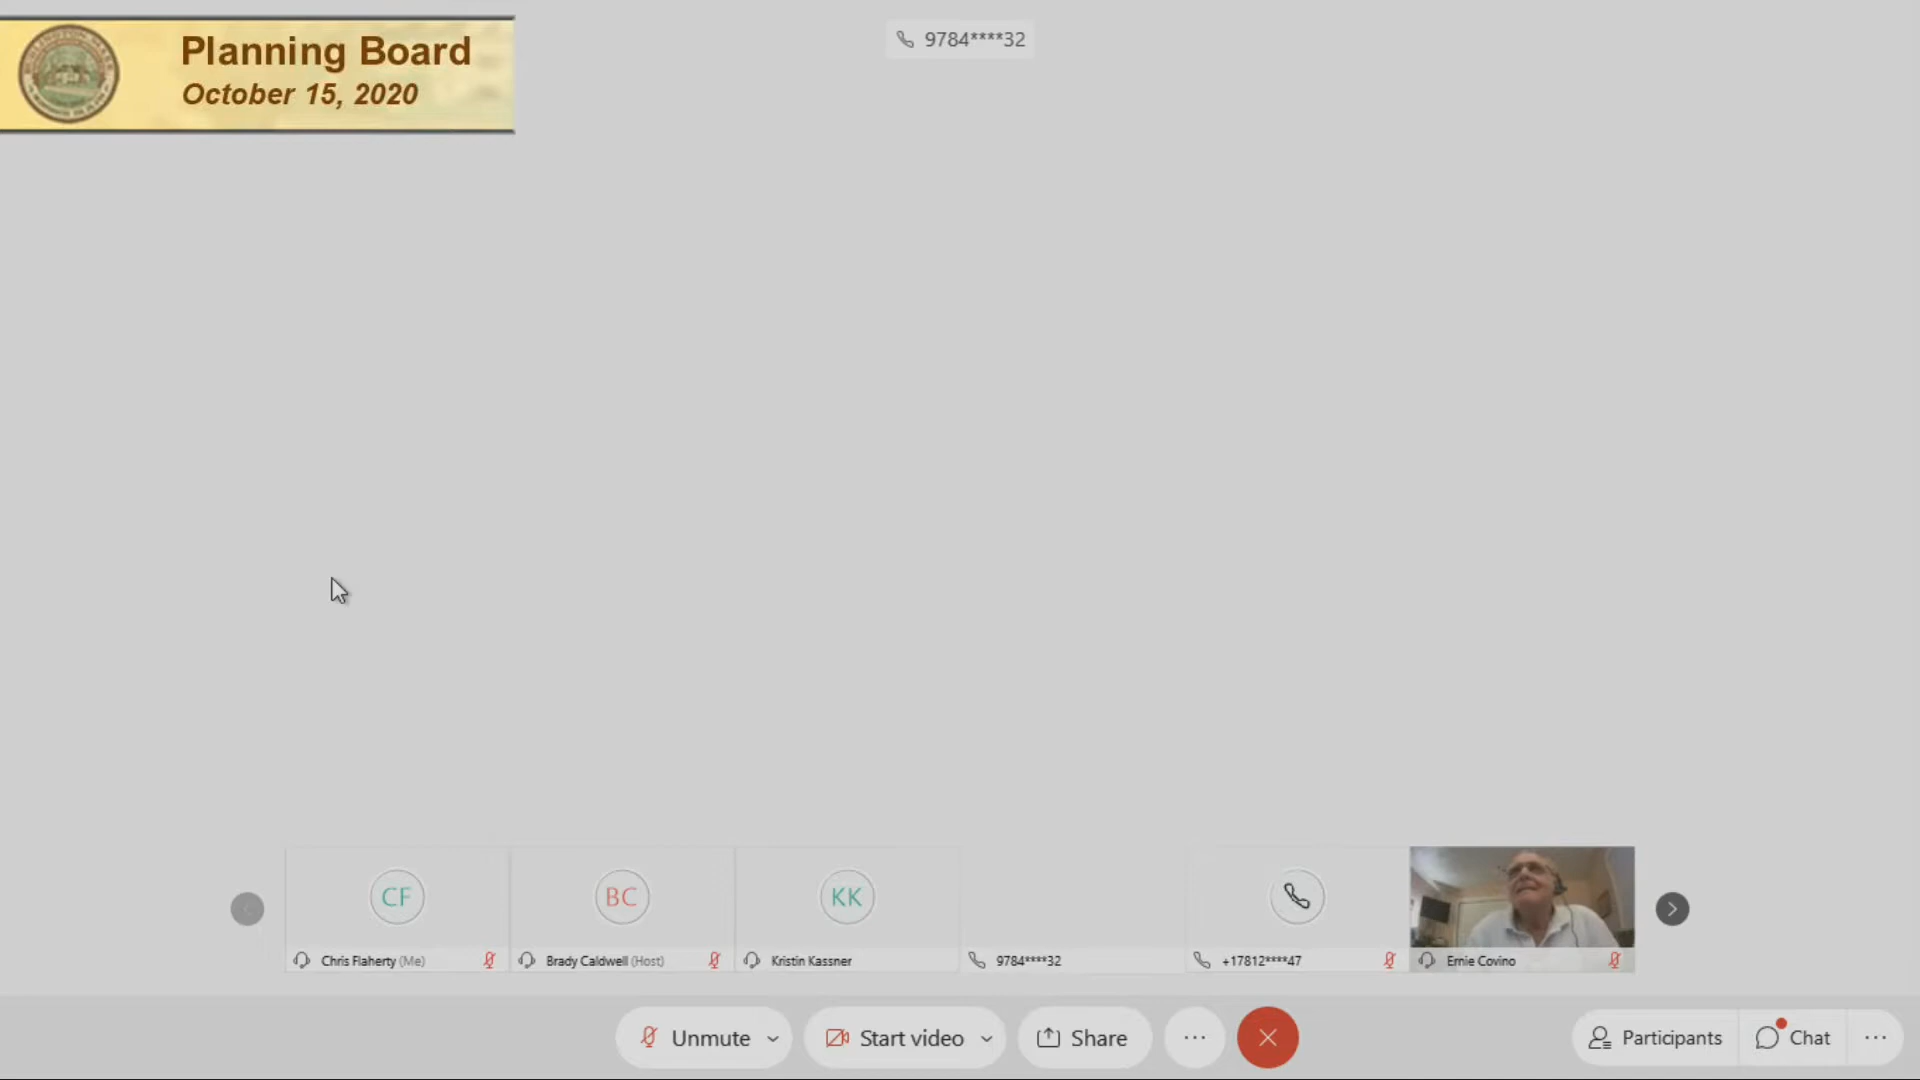 Planning Board
October 15, 2020
9784****32
CF
BC
KK
Chris Flaherty (Me)
Brady Caldwell (Host)
Kristin Kassner
9784****32
+17812****47
Ernie Covino
Unmute
Start video
Share
Participants
Chat